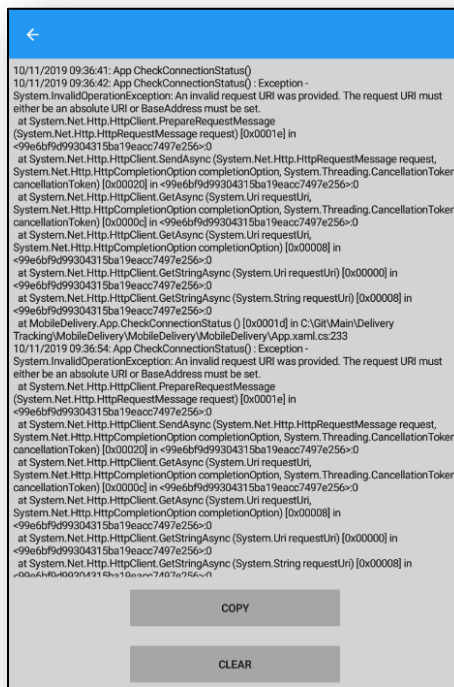 10/11/2019 09:36:41: App CheckConnectionStatus()
10/11/2019 09:36:42: App CheckConnectionStatus() : Exception -
System.InvalidOperationException: An invalid request URI was provided. The request URI must
either be an absolute URI or BaseAddress must be set.
at System.Net.Http.HttpClient.PrepareRequestMessage
(System.Net.Http.HttpRequestMessage request) [0x0001e] in
<99e6bf9d99304315ba19eacc7497e256>:0
at System.Net.Http.HttpClient.SendAsync (System.Net.Http.HttpRequestMessage request,
System.Net.Http.HttpCompletionOption completionOption, System.Threading.CancellationToken
cancellationToken) [0x00020] in <99e6bf9d99304315ba19eacc7497e256>:0
at System.Net.Http.HttpClient.GetAsync (System.Uri requestUri,
System.Net.Http.HttpCompletionOption completionOption, System.Threading.CancellationToken
cancellationToken) [0x0000c] in <99e6bf9d99304315ba19eacc7497e256>:0
at System.Net.Http.HttpClient.GetAsync (System.Uri requestUri,
System.Net.Http.HttpCompletionOption completionOption) [0x00008] in
<99e6bf9d99304315ba19eacc7497e256>:0
at System.Net.Http.HttpClient.GetStringAsync (System.Uri requestUri) [0x00000] in
<99e6bf9d99304315ba19eacc7497e256>:0
at System.Net.Http.HttpClient.GetStringAsync (System.String requestUri) [0x00008] in
<99e6bf9d99304315ba19eacc7497e256>:0
at MobileDelivery.App.CheckConnectionStatus () [0x0001d] in C:\Git\Main\Delivery
Tracking\MobileDelivery\MobileDelivery\MobileDelivery\App.xaml.cs:233
10/11/2019 09:36:54: App CheckConnectionStatus() : Exception -
System.InvalidOperationException: An invalid request URI was provided. The request URI must
either be an absolute URI or BaseAddress must be set.
at System.Net.Http.HttpClient.PrepareRequestMessage
(System.Net.Http.HttpRequestMessage request) [0x0001e] in
<99e6bf9d99304315ba19eacc7497e256>:0
at System.Net.Http.HttpClient.SendAsync (System.Net.Http.HttpRequestMessage request,
System.Net.Http.HttpCompletionOption completionOption, System.Threading.CancellationToken
cancellationToken) [0x00020] in <99e6bf9d99304315ba19eacc7497e256>:0
at System.Net.Http.HttpClient.GetAsync (System.Uri requestUri,
System.Net.Http.HttpCompletionOption completionOption, System.Threading.CancellationToken
cancellationToken) [0x0000c] in <99e6bf9d99304315ba19eacc7497e256>:0
at System.Net.Http.HttpClient.GetAsync (System.Uri requestUri,
System.Net.Http.HttpCompletionOption completionOption) [0x00008] in
<99e6bf9d99304315ba19eacc7497e256>:0
at System.Net.Http.HttpClient.GetStringAsync (System.Uri requestUri) [0x00000] in
<99e6bf9d99304315ba19eacc7497e256>:0
at System.Net.Http.HttpClient.GetStringAsync (System.String requestUri) [0x00008] in
<99e6bf9d99304315ba19eacc7497e256>:0
COPY
CLEAR